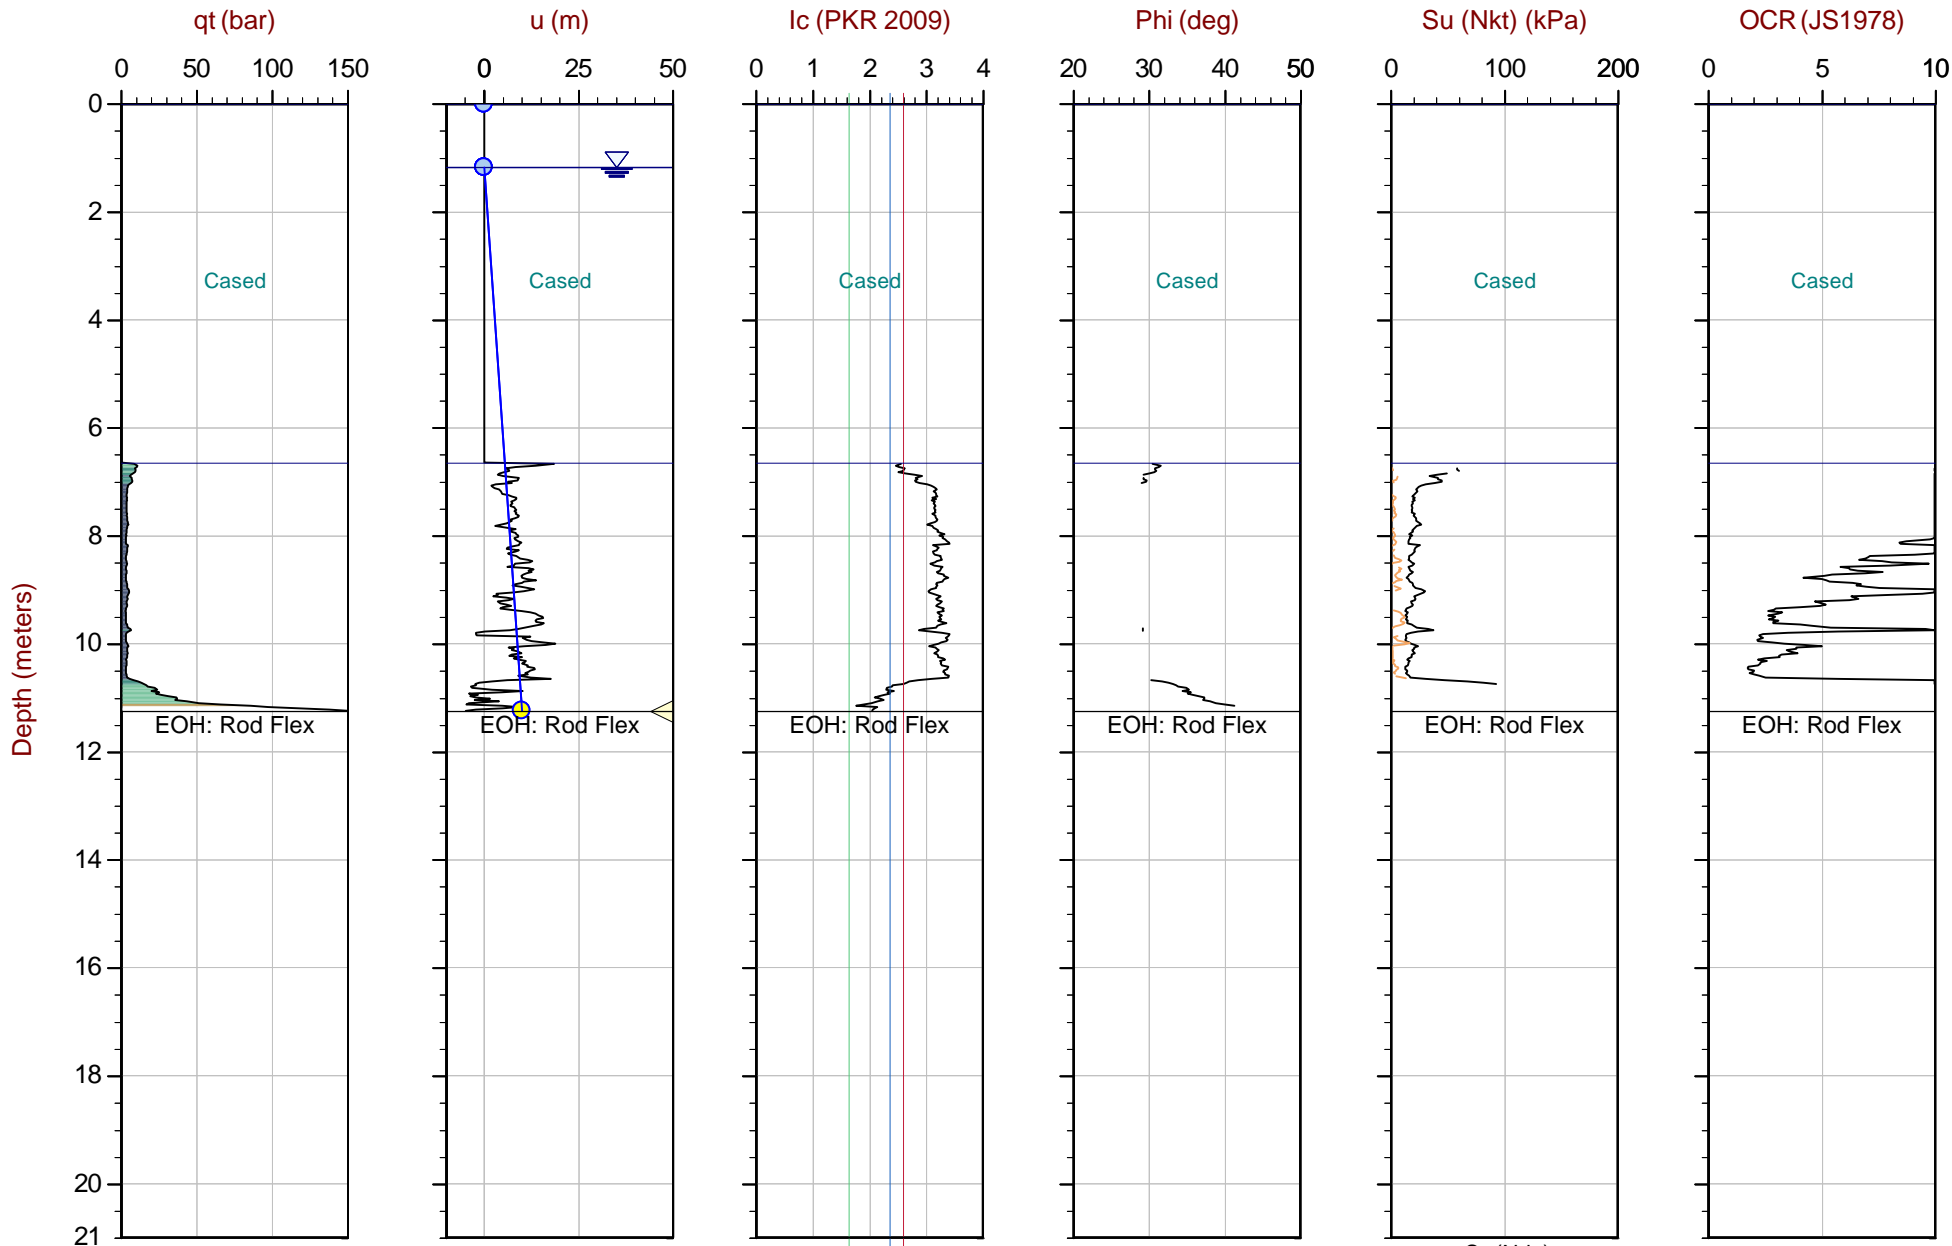 qt (bar) u (m) Ic (PKR 2009) Phi (deg) Su (Nkt) (kPa) OCR (JS1978)
0 50 100 150 0 25 50 0 1 2 3 4 20 30 40 50 0 100 200 0 5 10
0
2
Cased Cased Cased Cased Cased Cased
4
6
8
10
Depth (meters)
EOH: Rod Flex EOH: Rod Flex EOH: Rod Flex EOH: Rod Flex EOH: Rod Flex EOH: Rod Flex
12
14
16
18
20
21